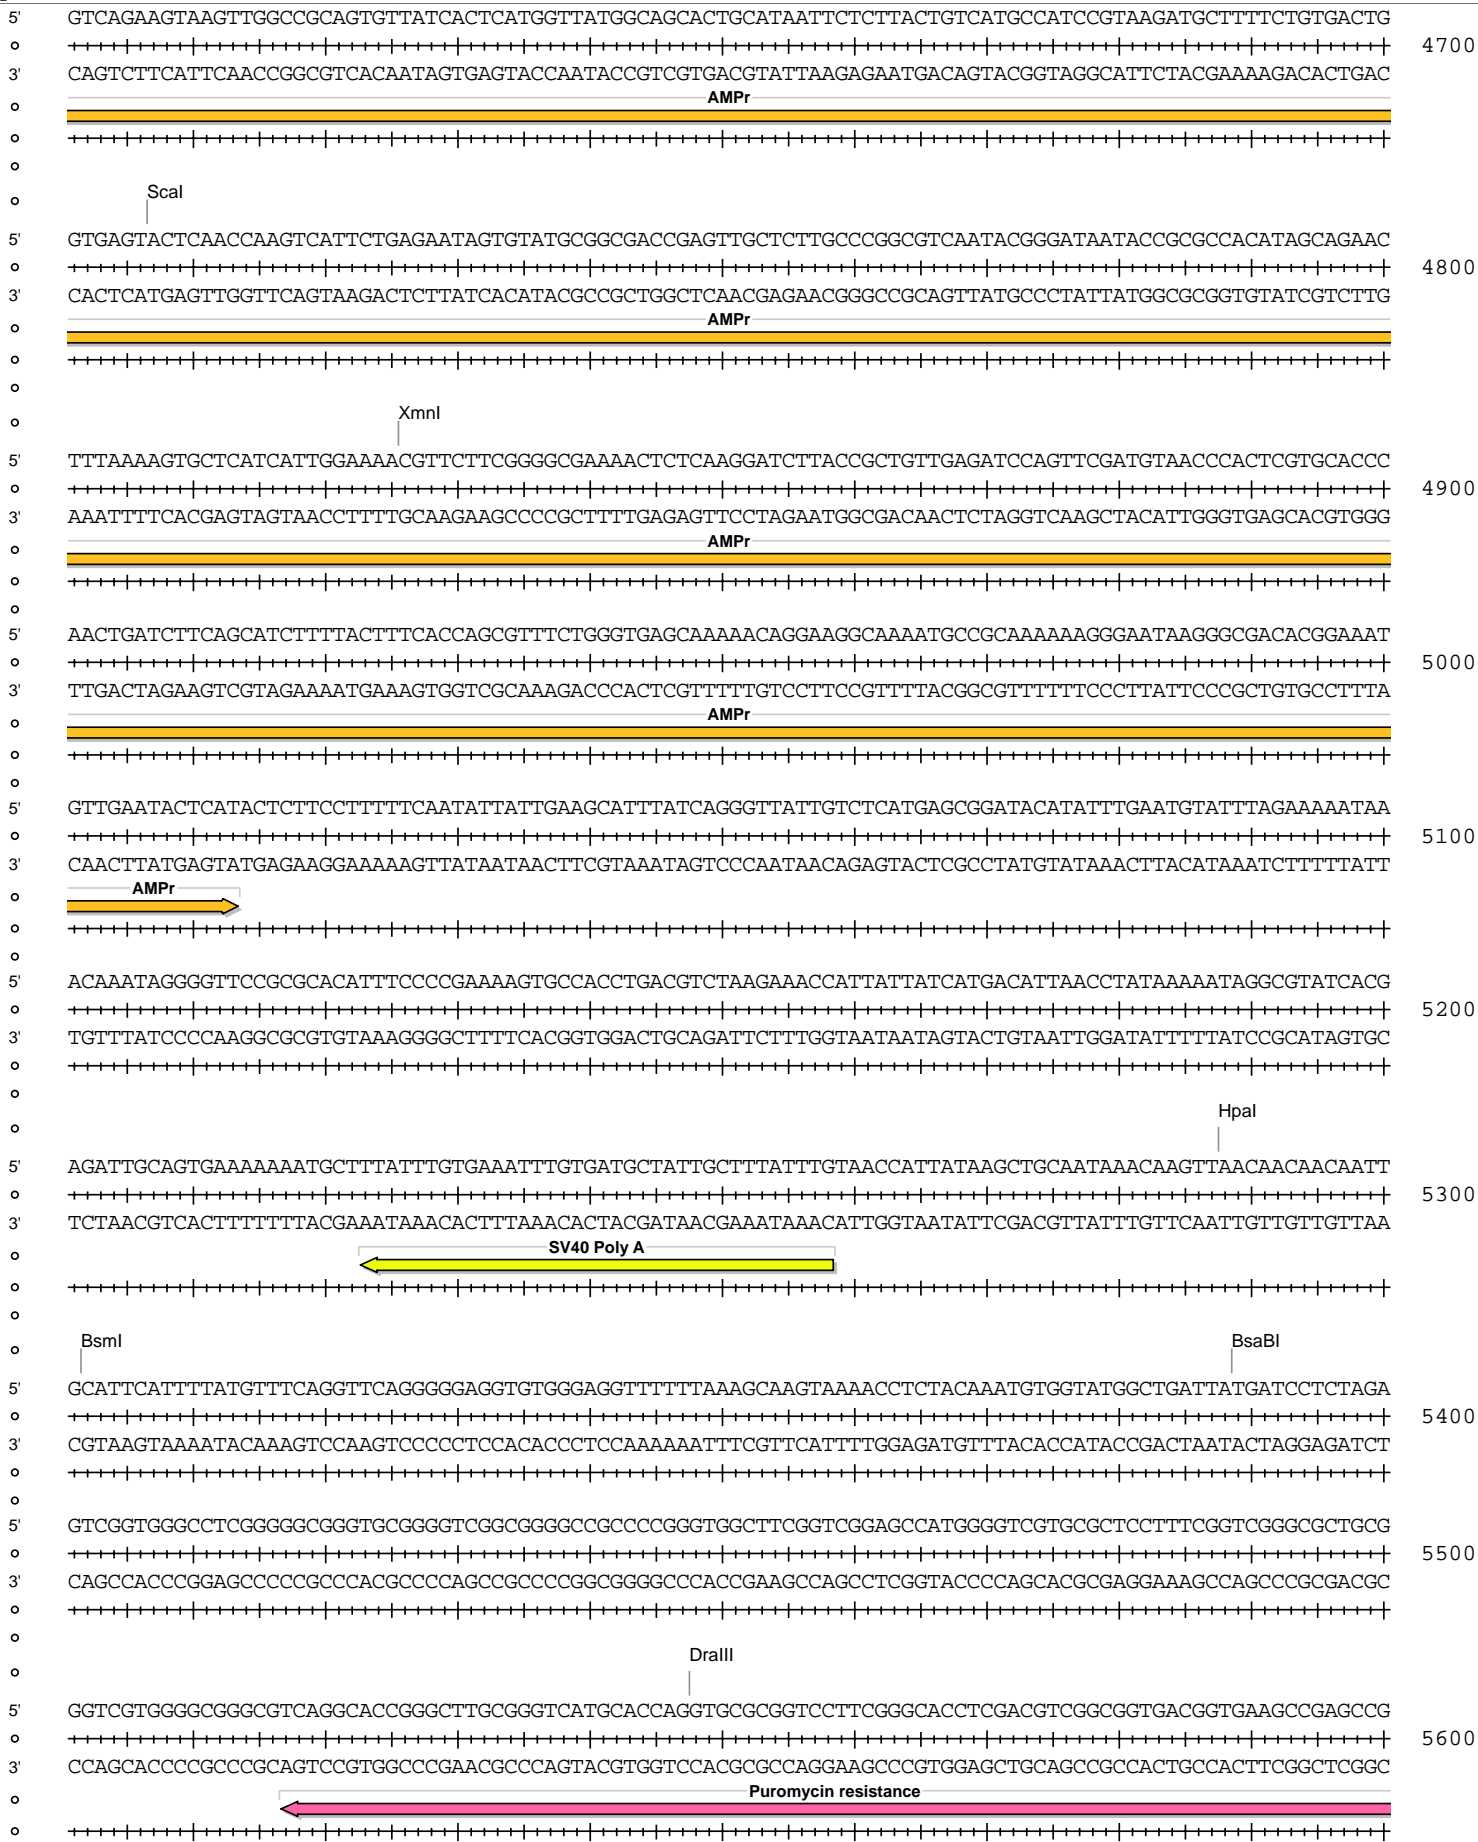 5' GTCAGAAGTAAGTTGGCCGCAGTGTTATCACTCATGGTTATGGCAGCACTGCATAATTCTCTTACTGTCATGCCATCCGTAAGATGCTTTTCTGTGACTG
4700
3' CAGTCTTCATTCAACCGGCGTCACAATAGTGAGTACCAATACCGTCGTGACGTATTAAGAGAATGACAGTACGGTAGGCATTCTACGAAAAGACACTGAC
AMPr
ScaI
5' GTGAGTACTCAACCAAGTCATTCTGAGAATAGTGTATGCGGCGACCGAGTTGCTCTTGCCCGGCGTCAATACGGGATAATACCGCGCCACATAGCAGAAC
4800
3' CACTCATGAGTTGGTTCAGTAAGACTCTTATCACATACGCCGCTGGCTCAACGAGAACGGGCCGCAGTTATGCCCTATTATGGCGCGGTGTATCGTCTTG
AMPr
XmnI
5' TTTAAAAGTGCTCATCATTGGAAAACGTTCTTCGGGGCGAAAACTCTCAAGGATCTTACCGCTGTTGAGATCCAGTTCGATGTAACCCACTCGTGCACCC
4900
3' AAATTTTCACGAGTAGTAACCTTTTGCAAGAAGCCCCGCTTTTGAGAGTTCCTAGAATGGCGACAACTCTAGGTCAAGCTACATTGGGTGAGCACGTGGG
AMPr
5' AACTGATCTTCAGCATCTTTTACTTTCACCAGCGTTTCTGGGTGAGCAAAAACAGGAAGGCAAAATGCCGCAAAAAAGGGAATAAGGGCGACACGGAAAT
5000
3' TTGACTAGAAGTCGTAGAAAATGAAAGTGGTCGCAAAGACCCACTCGTTTTTGTCCTTCCGTTTTACGGCGTTTTTTCCCTTATTCCCGCTGTGCCTTTA
AMPr
5' GTTGAATACTCATACTCTTCCTTTTTCAATATTATTGAAGCATTTATCAGGGTTATTGTCTCATGAGCGGATACATATTTGAATGTATTTAGAAAAATAA
5100
3' CAACTTATGAGTATGAGAAGGAAAAAGTTATAATAACTTCGTAAATAGTCCCAATAACAGAGTACTCGCCTATGTATAAACTTACATAAATCTTTTTATT
AMPr
5' ACAAATAGGGGTTCCGCGCACATTTCCCCGAAAAGTGCCACCTGACGTCTAAGAAACCATTATTATCATGACATTAACCTATAAAAATAGGCGTATCACG
5200
3' TGTTTATCCCCAAGGCGCGTGTAAAGGGGCTTTTCACGGTGGACTGCAGATTCTTTGGTAATAATAGTACTGTAATTGGATATTTTTATCCGCATAGTGC
HpaI
5' AGATTGCAGTGAAAAAAATGCTTTATTTGTGAAATTTGTGATGCTATTGCTTTATTTGTAACCATTATAAGCTGCAATAAACAAGTTAACAACAACAATT
5300
3' TCTAACGTCACTTTTTTTACGAAATAAACACTTTAAACACTACGATAACGAAATAAACATTGGTAATATTCGACGTTATTTGTTCAATTGTTGTTGTTAA
SV40 Poly A
BsmI BsaBI
5' GCATTCATTTTATGTTTCAGGTTCAGGGGGAGGTGTGGGAGGTTTTTTAAAGCAAGTAAAACCTCTACAAATGTGGTATGGCTGATTATGATCCTCTAGA
5400
3' CGTAAGTAAAATACAAAGTCCAAGTCCCCCTCCACACCCTCCAAAAAATTTCGTTCATTTTGGAGATGTTTACACCATACCGACTAATACTAGGAGATCT
5' GTCGGTGGGCCTCGGGGGCGGGTGCGGGGTCGGCGGGGCCGCCCCGGGTGGCTTCGGTCGGAGCCATGGGGTCGTGCGCTCCTTTCGGTCGGGCGCTGCG
5500
3' CAGCCACCCGGAGCCCCCGCCCACGCCCCAGCCGCCCCGGCGGGGCCCACCGAAGCCAGCCTCGGTACCCCAGCACGCGAGGAAAGCCAGCCCGCGACGC
DraIII
5' GGTCGTGGGGCGGGCGTCAGGCACCGGGCTTGCGGGTCATGCACCAGGTGCGCGGTCCTTCGGGCACCTCGACGTCGGCGGTGACGGTGAAGCCGAGCCG
5600
3' CCAGCACCCCGCCCGCAGTCCGTGGCCCGAACGCCCAGTACGTGGTCCACGCGCCAGGAAGCCCGTGGAGCTGCAGCCGCCACTGCCACTTCGGCTCGGC
Puromycin resistance